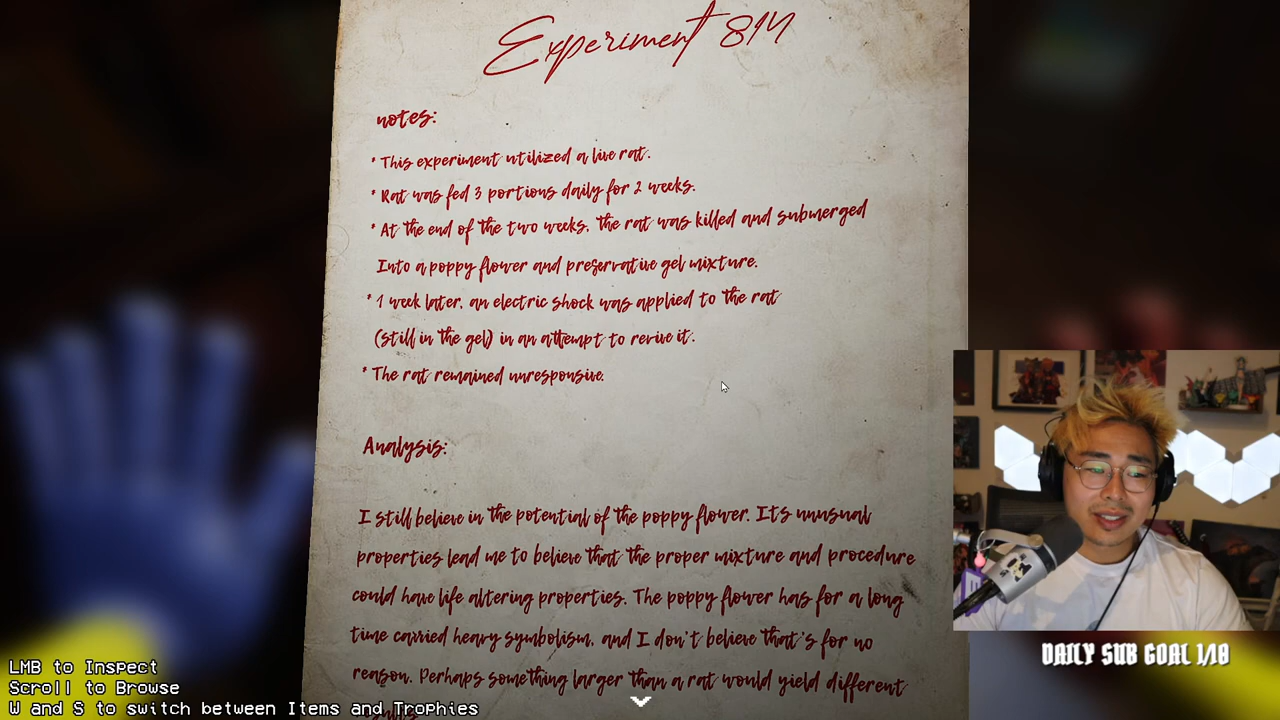 Experiment 814
notes:
* This experiment utilized a live rat.
* Rat was fed 3 portions daily for 2 weeks.
* At the end of the two weeks, the rat was killed and submerged
Into a poppy flower and preservative gel mixture.
* 1 week later, an electric shock was applied to the rat
(still in the gel) in an attempt to revive it.
* The rat remained unresponsive.
Analysis:
I still believe in the potential of the poppy flower. Its unusual
properties lead me to believe that the proper mixture and procedure
could have life altering properties. The poppy flower has for a long
time carried heavy symbolism, and I don't believe that's for no
reason. Perhaps something larger than a rat would yield different
LMB to Inspect
Scroll to Browse
W and S to switch between Items and Trophies
DAILY SUB GOAL 1/18